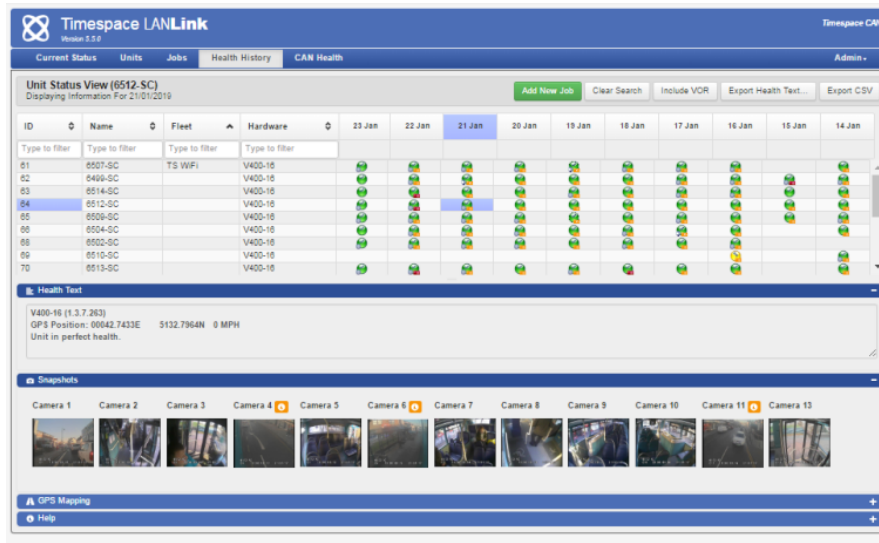 Timespace LANLink
Version 5.5.0
Timespace CAN
Current Status Units Jobs Health History CAN Health Admin
Unit Status View (6512-SC)
Displaying Information For 21/01/2019
Add New Job Clear Search Include VOR Export Health Text... Export CSV
ID Name Fleet Hardware 23 Jan 22 Jan 21 Jan 20 Jan 19 Jan 18 Jan 17 Jan 16 Jan 15 Jan 14 Jan
Type to filter Type to filter Type to filter Type to filter
61 6507-SC TS WiFi V400-16
62 6499-SC V400-16
63 6514-SC V400-16
64 6512-SC V400-16
65 6509-SC V400-16
66 6504-SC V400-16
68 6502-SC V400-16
69 6510-SC V400-16
70 6513-SC V400-16
Health Text
V400-16 (1.3.7.263)
GPS Position: 00042.7433E 5132.7964N 0 MPH
Unit in perfect health.
Snapshots
Camera 1 Camera 2 Camera 3 Camera 4 Camera 5 Camera 6 Camera 7 Camera 8 Camera 9 Camera 10 Camera 11 Camera 13
GPS Mapping
Help